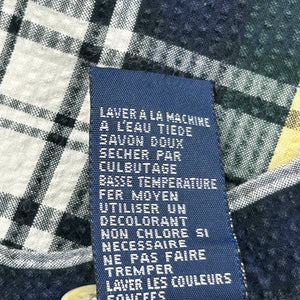 LAVER À LA MACHINE
A L'EAU TIEDE
SAVON DOUX
SECHER PAR
CULBUTAGE
BASSE TEMPERATURE
FER MOYEN
UTILISER UN
DECOLORANT
NON CHLORE SI
NECESSAIRE
NE PAS FAIRE
TREMPER
LAVER LES COULEURS
FONCEES